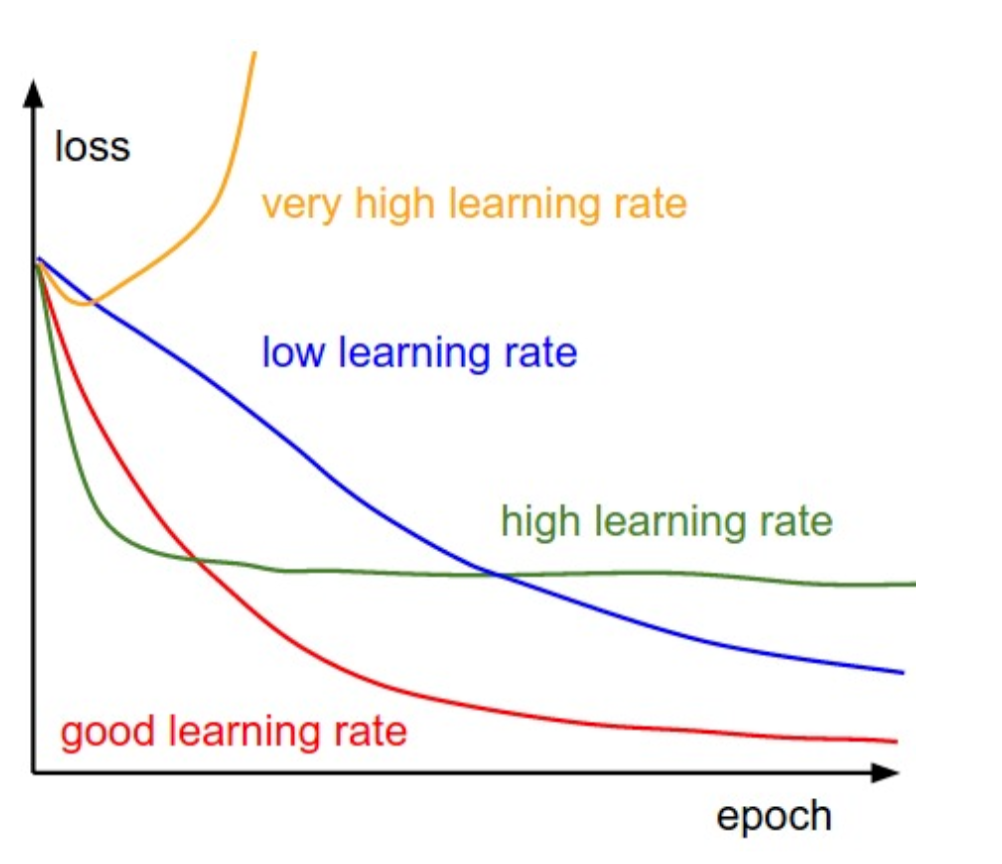 loss
very high learning rate
low learning rate
high learning rate
good learning rate
epoch